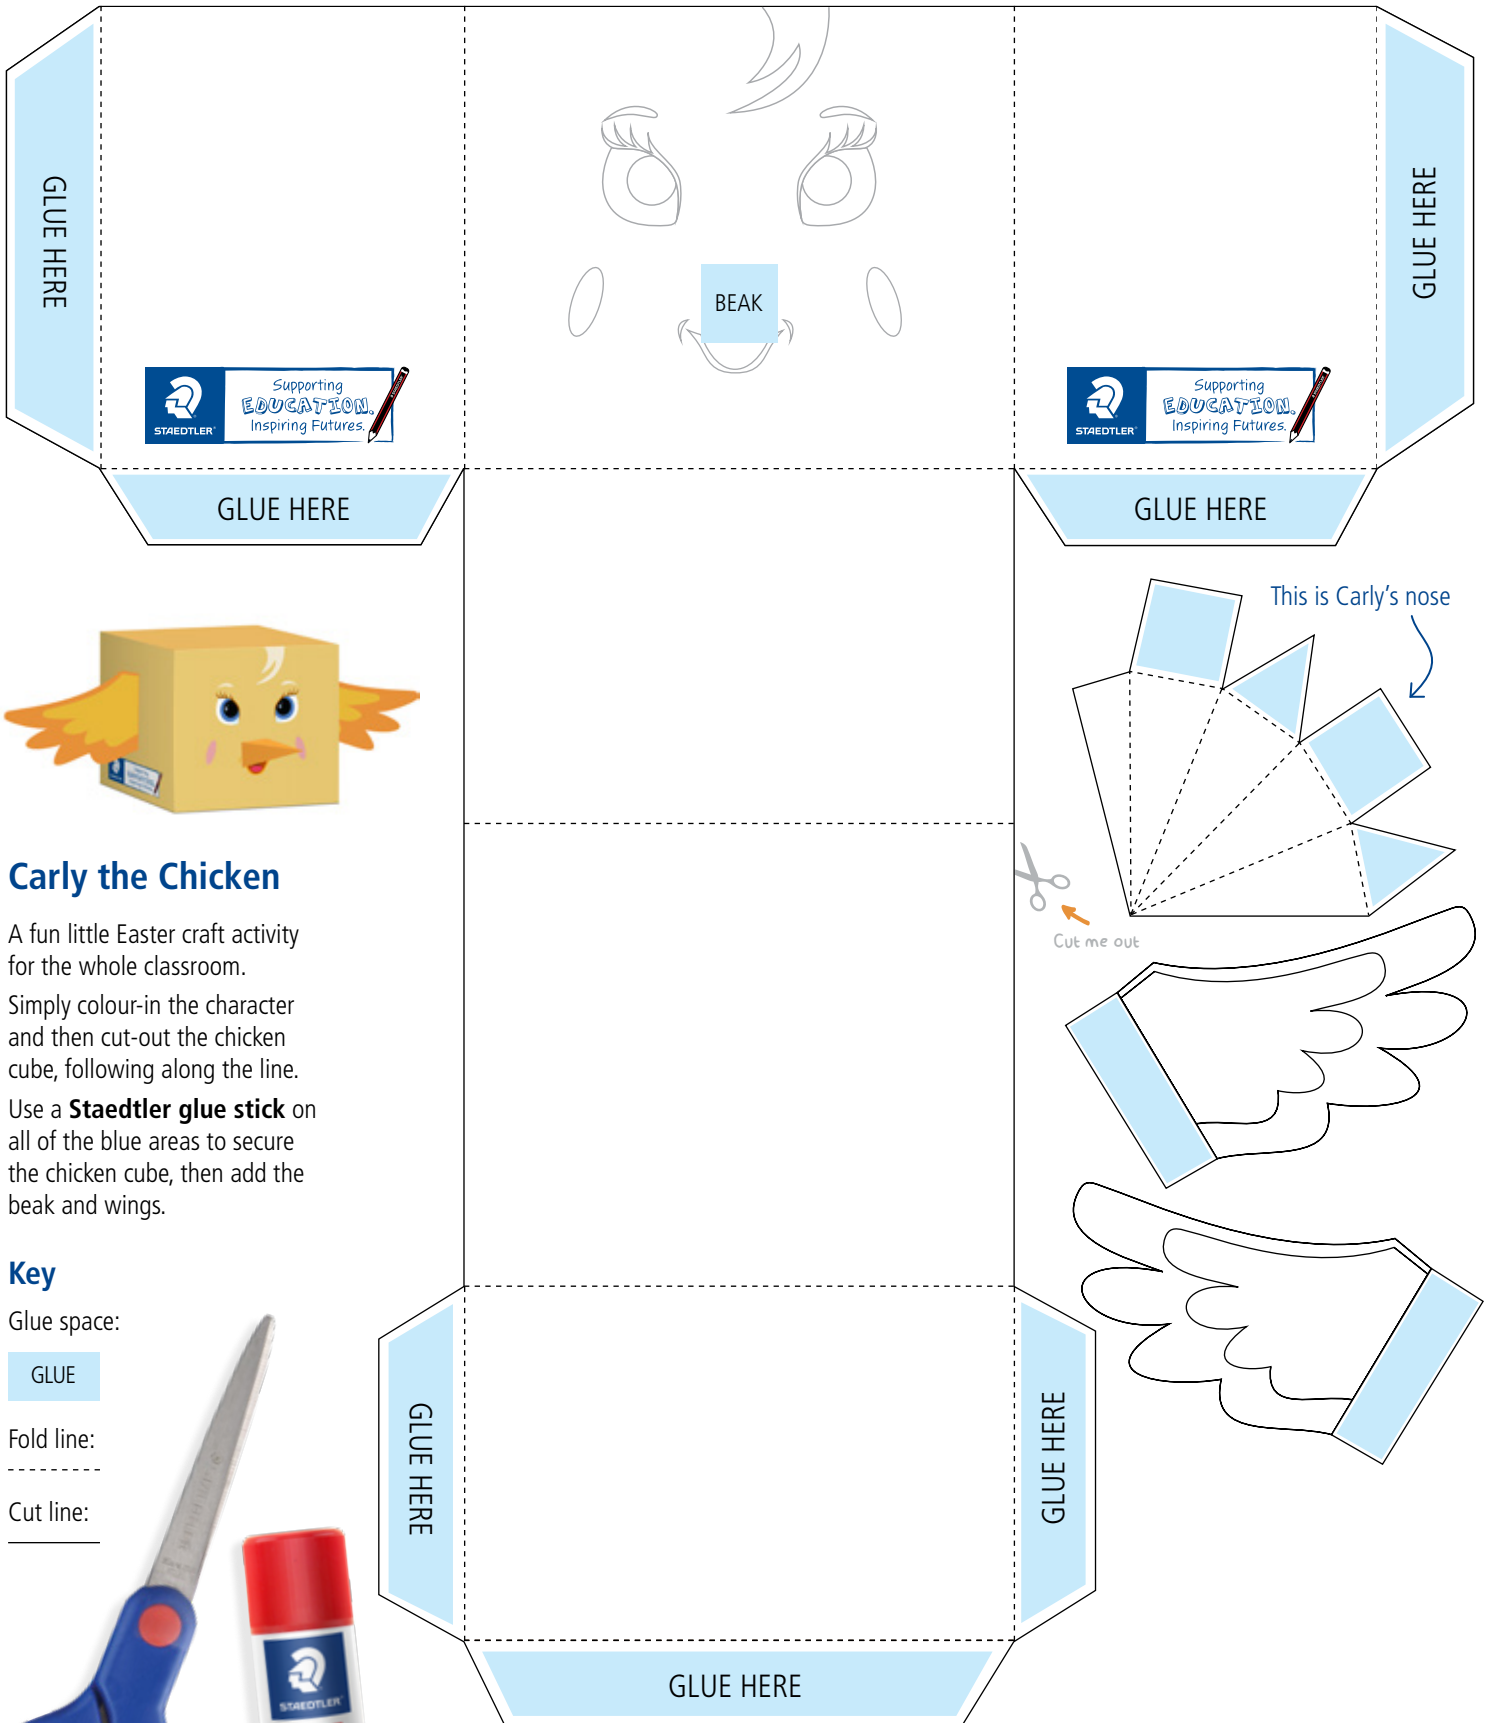 GLUE HERE
GLUE HERE
BEAK
STAEDTLER
Supporting
EDUCATION.
Inspiring Futures.
STAEDTLER
Supporting
EDUCATION.
Inspiring Futures.
GLUE HERE
GLUE HERE
This is Carly's nose
Cut me out
Carly the Chicken
A fun little Easter craft activity
for the whole classroom.
Simply colour-in the character
and then cut-out the chicken
cube, following along the line.
Use a Staedtler glue stick on
all of the blue areas to secure
the chicken cube, then add the
beak and wings.
Key
Glue space:
GLUE
Fold line:
Cut line:
GLUE HERE
GLUE HERE
GLUE HERE
STAEDTLER